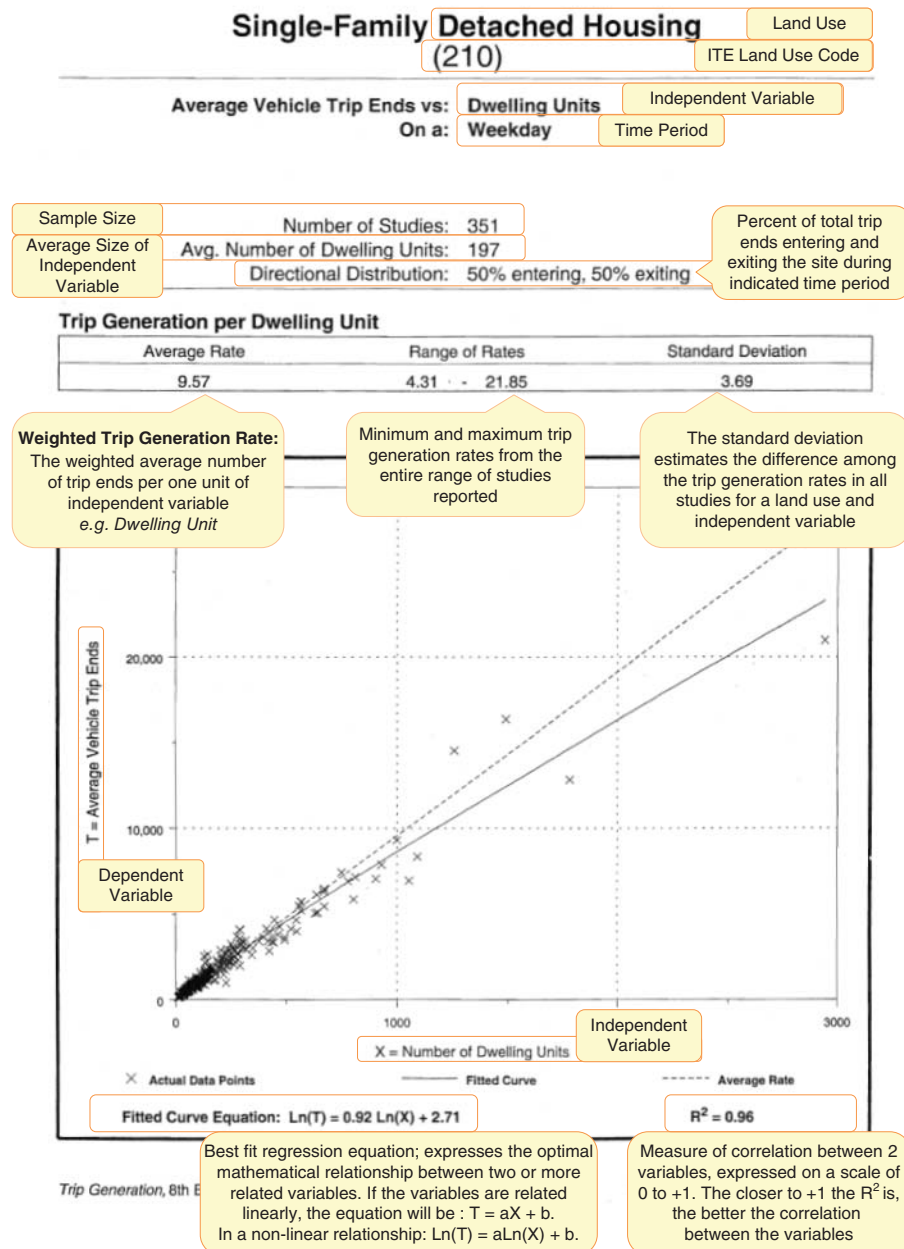 Single-Family Detached Housing
Land Use
(210)
ITE Land Use Code
Average Vehicle Trip Ends vs: Dwelling Units
Independent Variable
On a: Weekday
Time Period
Sample Size
Number of Studies: 351
Average Size of
Independent
Variable
Avg. Number of Dwelling Units: 197
Directional Distribution: 50% entering, 50% exiting
Percent of total trip
ends entering and
exiting the site during
indicated time period
Trip Generation per Dwelling Unit
Average Rate Range of Rates Standard Deviation
9.57 4.31 - 21.85 3.69
Weighted Trip Generation Rate:
The weighted average number
of trip ends per one unit of
independent variable
e.g. Dwelling Unit
Minimum and maximum trip
generation rates from the
entire range of studies
reported
The standard deviation
estimates the difference among
the trip generation rates in all
studies for a land use and
independent variable
T = Average Vehicle Trip Ends
20,000
10,000
0
Dependent
Variable
0 1000 3000
Independent
Variable
X = Number of Dwelling Units
Actual Data Points Fitted Curve Average Rate
Fitted Curve Equation: Ln(T) = 0.92 Ln(X) + 2.71
R² = 0.96
Best fit regression equation; expresses the optimal
mathematical relationship between two or more
related variables. If the variables are related
linearly, the equation will be : T = aX + b.
In a non-linear relationship: Ln(T) = aLn(X) + b.
Measure of correlation between 2
variables, expressed on a scale of
0 to +1. The closer to +1 the R² is,
the better the correlation
between the variables
Trip Generation, 8th